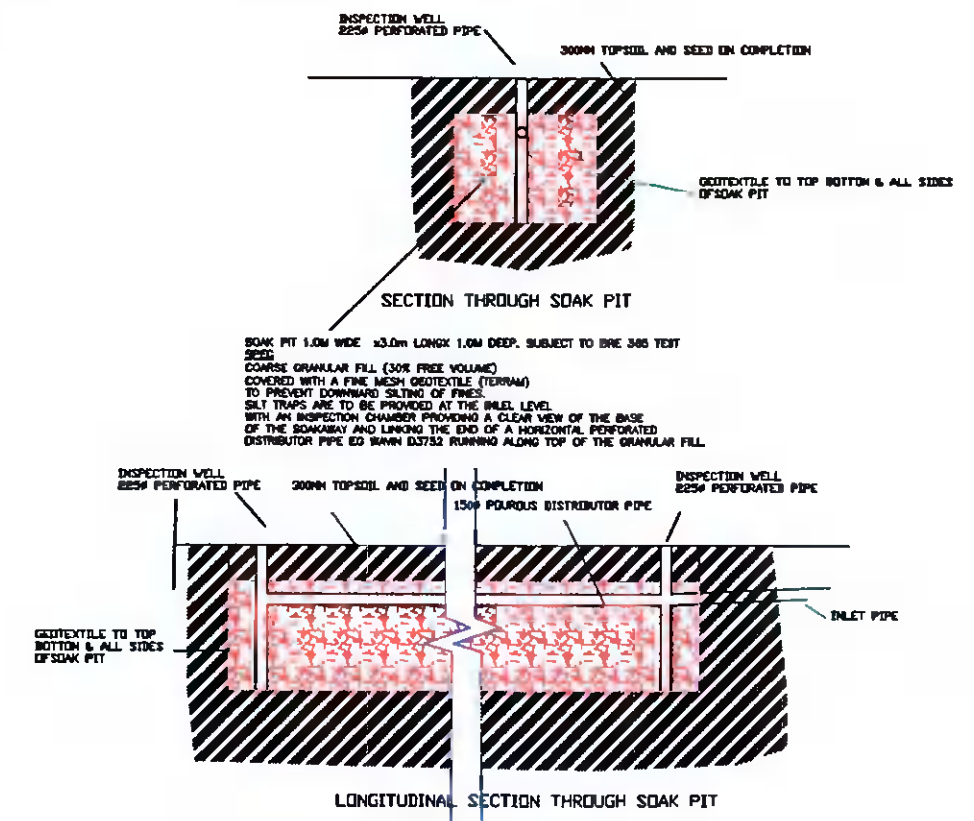 INSPECTION WELL
225ø PERFORATED PIPE
300MM TOPSOIL AND SEED ON COMPLETION
GEOTEXTILE TO TOP BOTTOM & ALL SIDES
OFSOAK PIT
SECTION THROUGH SOAK PIT
SOAK PIT 1.0M WIDE x3.0m LONGX 1.0M DEEP. SUBJECT TO BRE 365 TEST
SPEC
COARSE GRANULAR FILL (30% FREE VOLUME)
COVERED WITH A FINE MESH GEOTEXTILE (TERRAM)
TO PREVENT DOWNWARD SILTING OF FINES.
SILT TRAPS ARE TO BE PROVIDED AT THE INLEL LEVEL
WITH AN INSPECTION CHAMBER PROVIDING A CLEAR VIEW OF THE BASE
OF THE SOAKAWAY AND LINKING THE END OF A HORIZONTAL PERFORATED
DISTRIBUTOR PIPE EG WAVIN D3732 RUNNING ALONG TOP OF THE GRANULAR FILL
INSPECTION WELL
225ø PERFORATED PIPE
300MM TOPSOIL AND SEED ON COMPLETION
150ø POUROUS DISTRIBUTOR PIPE
INSPECTION WELL
225ø PERFORATED PIPE
INLET PIPE
GEOTEXTILE TO TOP
BOTTOM & ALL SIDES
OFSOAK PIT
LONGITUDINAL SECTION THROUGH SOAK PIT